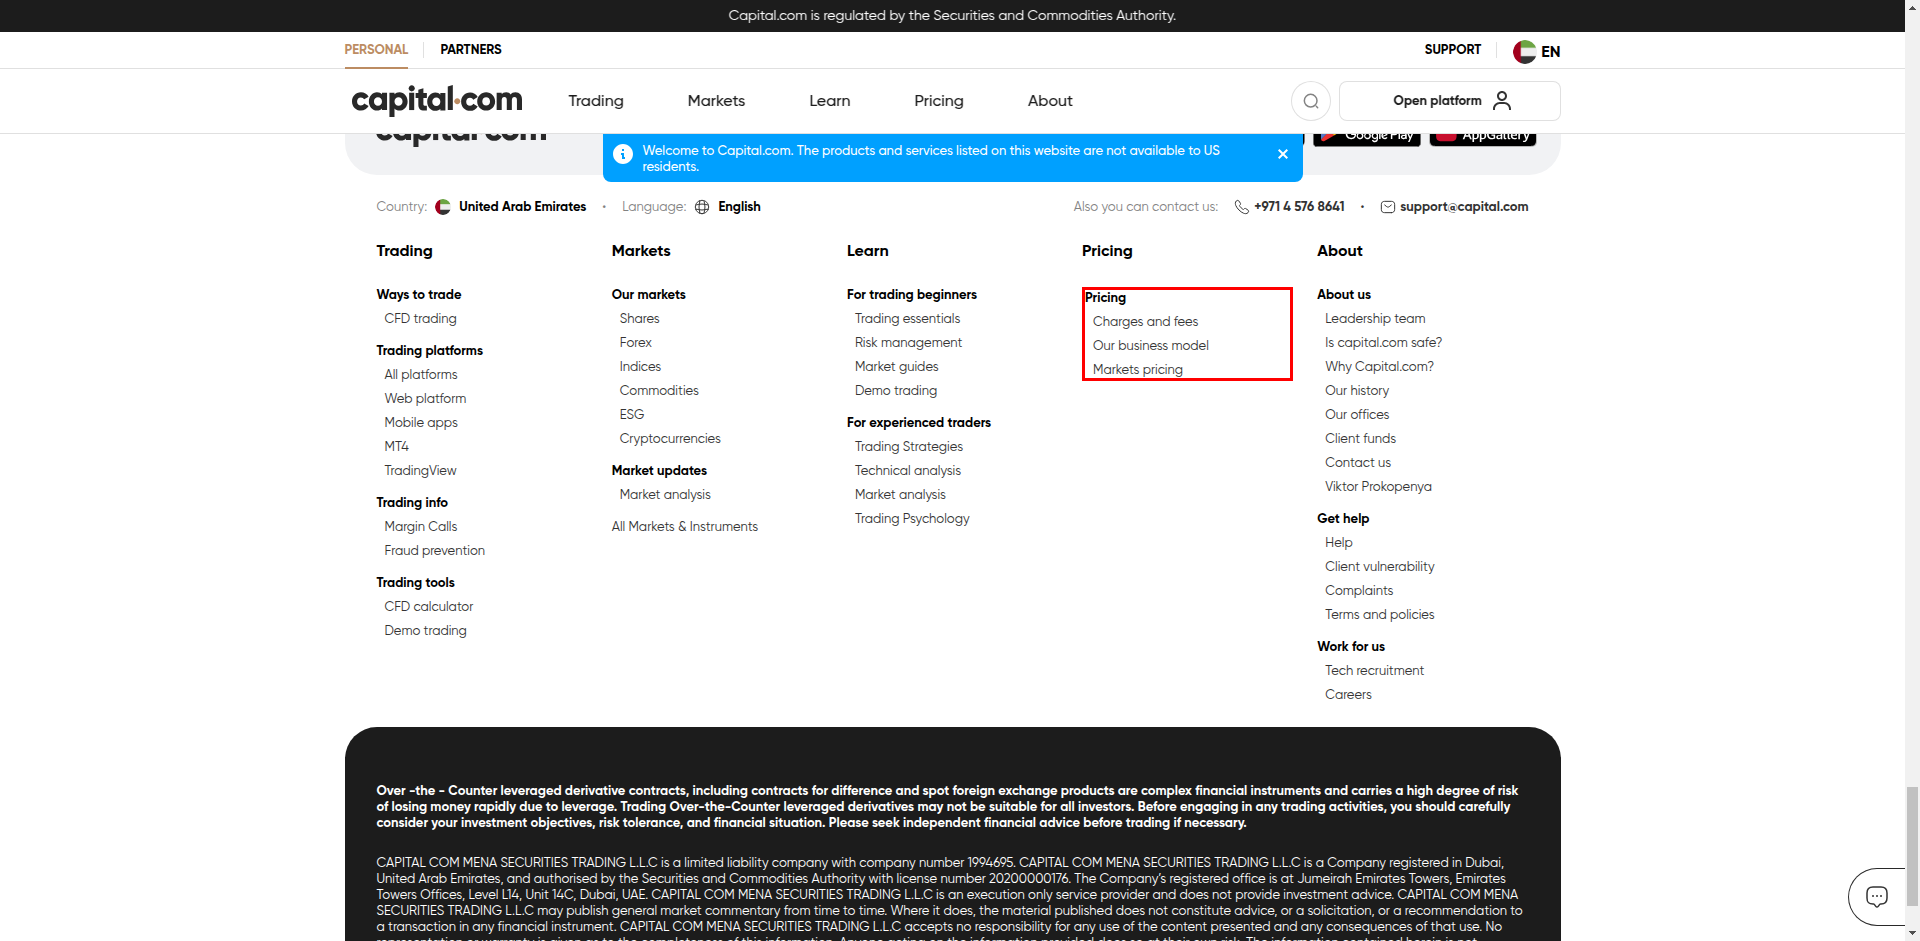 Capital.com is regulated by the Securities and Commodities Authority.
PERSONAL
PARTNERS
SUPPORT
EN
capital.com
Trading
Markets
Learn
Pricing
About
Open platform
capital.com
Google Play
AppGallery
Welcome to Capital.com. The products and services listed on this website are not available to US
residents.
Country:
United Arab Emirates
Language:
English
Also you can contact us:
+971 4 576 8641
support@capital.com
Trading
Ways to trade
CFD trading
Trading platforms
All platforms
Web platform
Mobile apps
MT4
TradingView
Trading info
Margin Calls
Fraud prevention
Trading tools
CFD calculator
Demo trading
Markets
Our markets
Shares
Forex
Indices
Commodities
ESG
Cryptocurrencies
Market updates
Market analysis
All Markets & Instruments
Learn
For trading beginners
Trading essentials
Risk management
Market guides
Demo trading
For experienced traders
Trading Strategies
Technical analysis
Market analysis
Trading Psychology
Pricing
Pricing
Charges and fees
Our business model
Markets pricing
About
About us
Leadership team
Is capital.com safe?
Why Capital.com?
Our history
Our offices
Client funds
Contact us
Viktor Prokopenya
Get help
Help
Client vulnerability
Complaints
Terms and policies
Work for us
Tech recruitment
Careers
Over -the - Counter leveraged derivative contracts, including contracts for difference and spot foreign exchange products are complex financial instruments and carries a high degree of risk
of losing money rapidly due to leverage. Trading Over-the-Counter leveraged derivatives may not be suitable for all investors. Before engaging in any trading activities, you should carefully
consider your investment objectives, risk tolerance, and financial situation. Please seek independent financial advice before trading if necessary.
CAPITAL COM MENA SECURITIES TRADING L.L.C is a limited liability company with company number 1994695. CAPITAL COM MENA SECURITIES TRADING L.L.C is a Company registered in Dubai,
United Arab Emirates, and authorised by the Securities and Commodities Authority with license number 20200000176. The Company's registered office is at Jumeirah Emirates Towers, Emirates
Towers Offices, Level L14, Unit 14C, Dubai, UAE. CAPITAL COM MENA SECURITIES TRADING L.L.C is an execution only service provider and does not provide investment advice. CAPITAL COM MENA
SECURITIES TRADING L.L.C may publish general market commentary from time to time. Where it does, the material published does not constitute advice, or a solicitation, or a recommendation to
a transaction in any financial instrument. CAPITAL COM MENA SECURITIES TRADING L.L.C accepts no responsibility for any use of the content presented and any consequences of that use. No